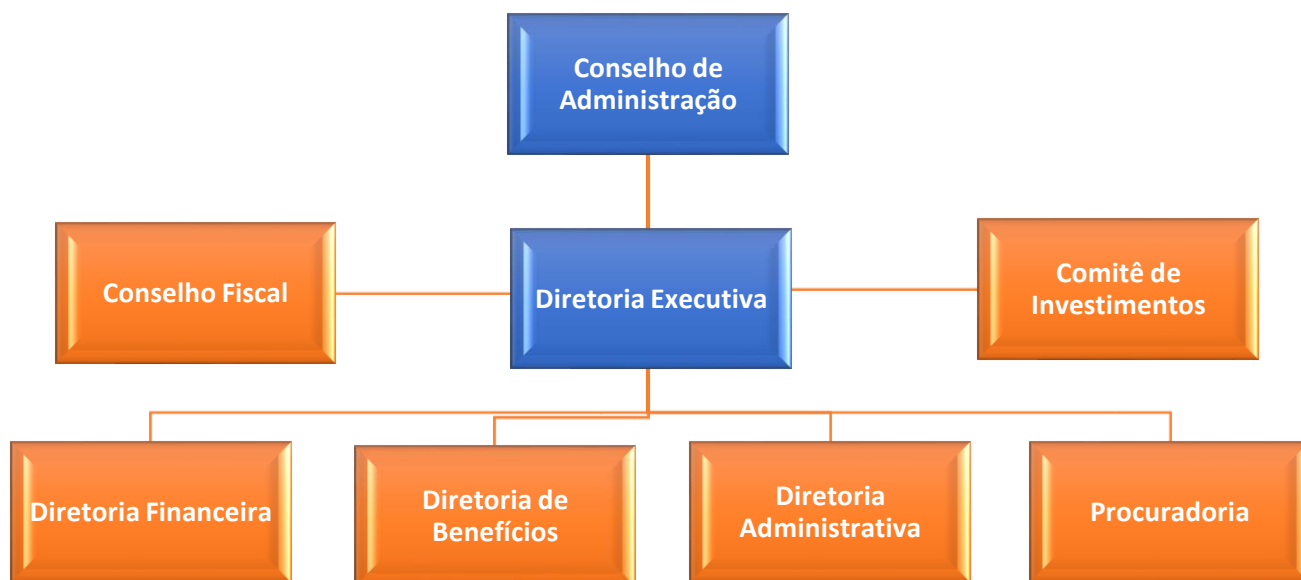 Conselho de
Administração
Conselho Fiscal
Diretoria Executiva
Comitê de
Investimentos
Diretoria Financeira
Diretoria de
Benefícios
Diretoria
Administrativa
Procuradoria